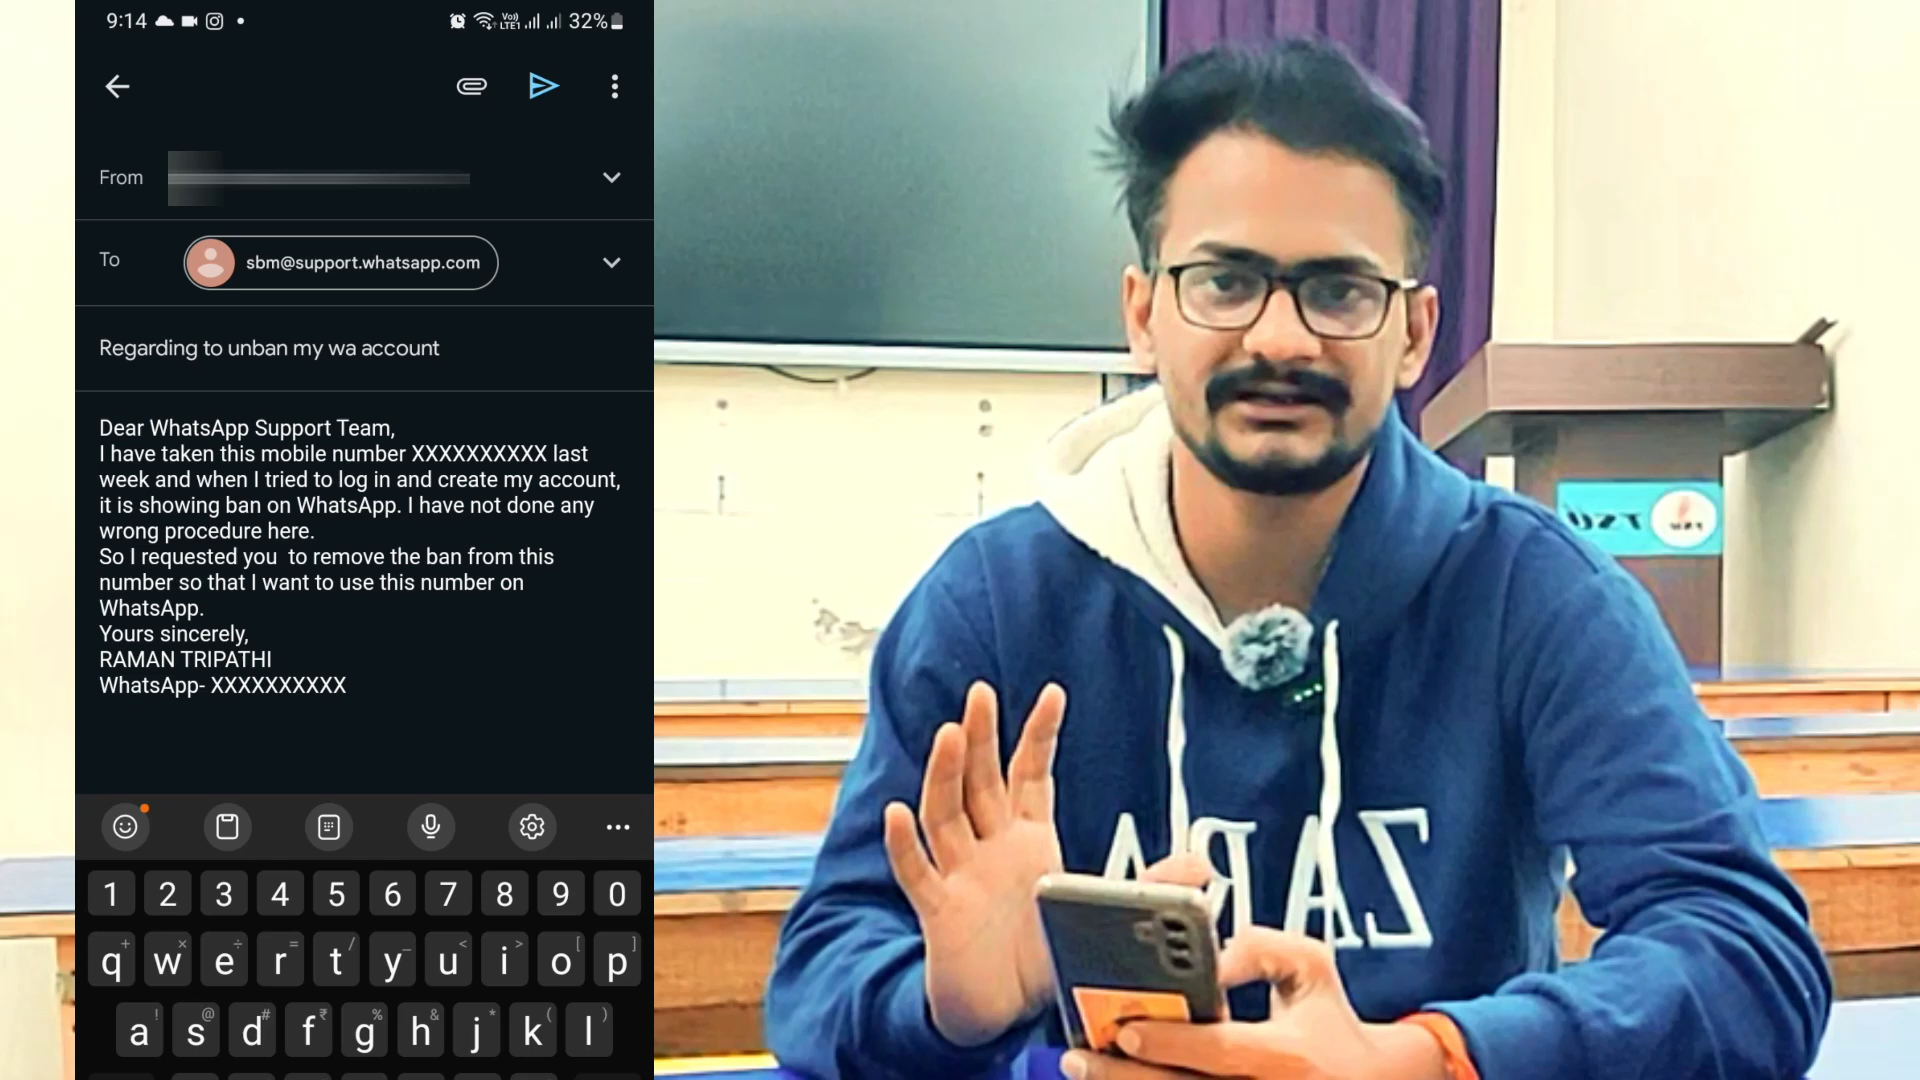 9:14
Vo)) LTE1
32%
From
To
sbm@support.whatsapp.com
Regarding to unban my wa account
Dear WhatsApp Support Team,
I have taken this mobile number XXXXXXXXXX last
week and when I tried to log in and create my account,
it is showing ban on WhatsApp. I have not done any
wrong procedure here.
So I requested you  to remove the ban from this
number so that I want to use this number on
WhatsApp.
Yours sincerely,
RAMAN TRIPATHI
WhatsApp- XXXXXXXXXX
1 2 3 4 5 6 7 8 9 0
+ × ÷ = / _ < > [ ]
q w e r t y u i o p
! @ # ₹ % & * ( )
a s d f g h j k l
ZARA